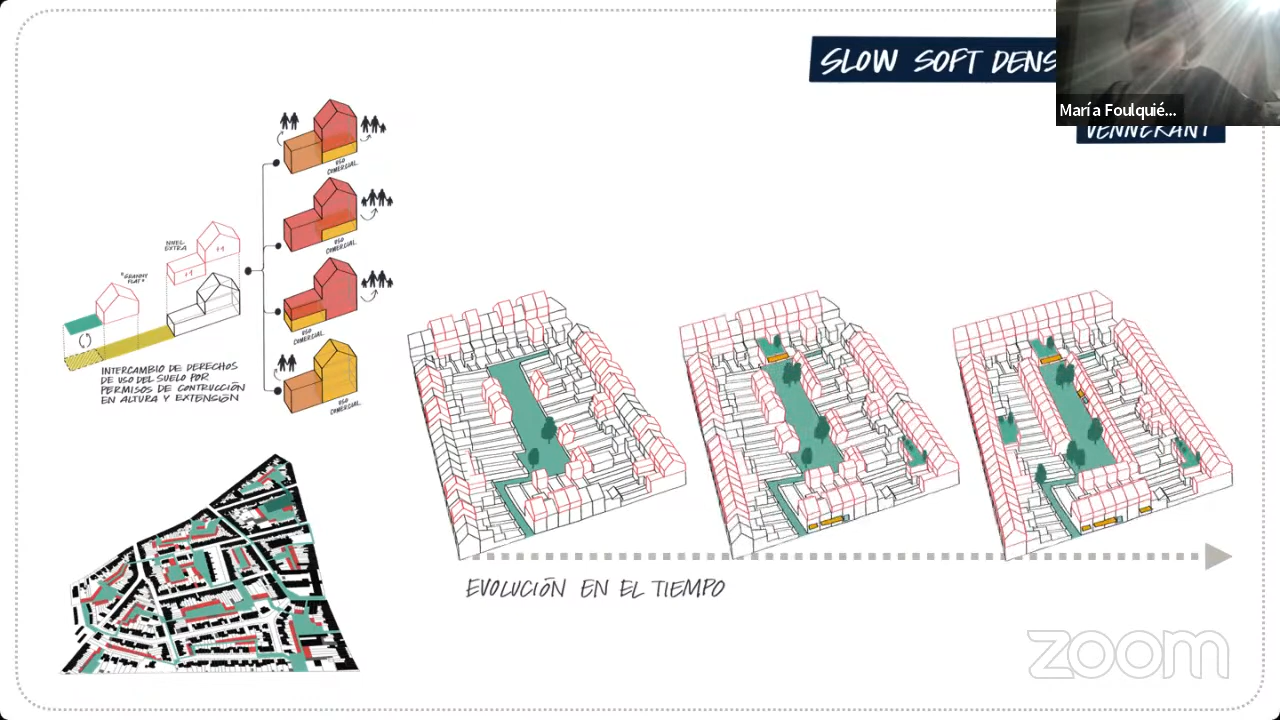 SLOW SOFT DENS
María Foulquié...
VENNERANT
USO
COMERCIAL
USO
COMERCIAL
NIVEL
EXTRA
+1
+1
"GRANNY
FLAT"
USO
COMERCIAL
INTERCAMBIO DE DERECHOS
DE USO DEL SUELO POR
PERMISOS DE CONTRUCCIÓN
EN ALTURA Y EXTENSIÓN
USO
COMERCIAL
EVOLUCIÓN EN EL TIEMPO
zoom